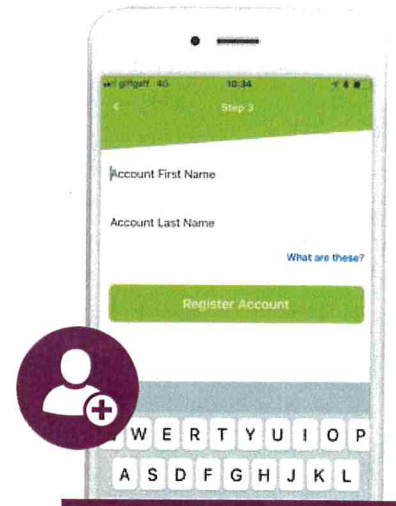 giffgaff 4G 10:34
Step 3
Account First Name
Account Last Name
What are these?
Register Account
W E R T Y U I O P
A S D F G H J K L